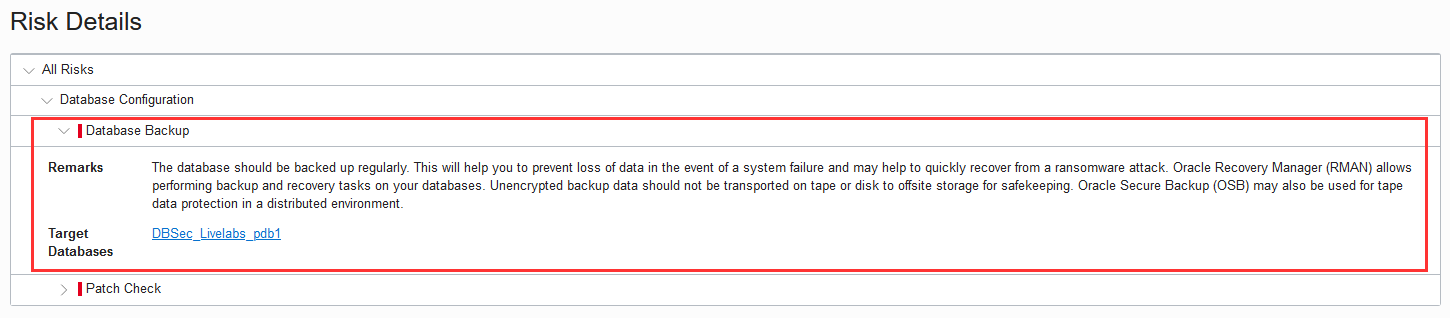 Risk Details
All Risks
Database Configuration
Database Backup
Remarks The database should be backed up regularly. This will help you to prevent loss of data in the event of a system failure and may help to quickly recover from a ransomware attack. Oracle Recovery Manager (RMAN) allows
performing backup and recovery tasks on your databases. Unencrypted backup data should not be transported on tape or disk to offsite storage for safekeeping. Oracle Secure Backup (OSB) may also be used for tape
data protection in a distributed environment.
Target DBSec_Livelabs_pdb1
Databases
Patch Check